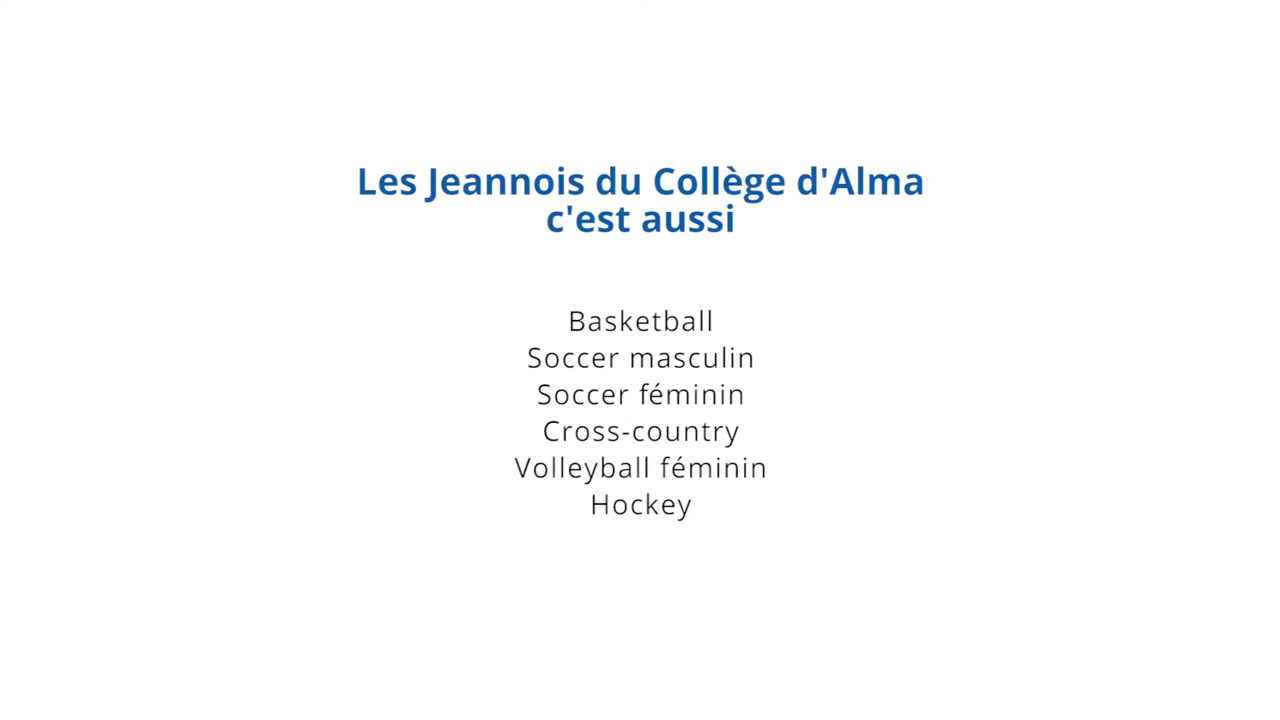 Les Jeannois du Collège d'Alma
c'est aussi
Basketball
Soccer masculin
Soccer féminin
Cross-country
Volleyball féminin
Hockey